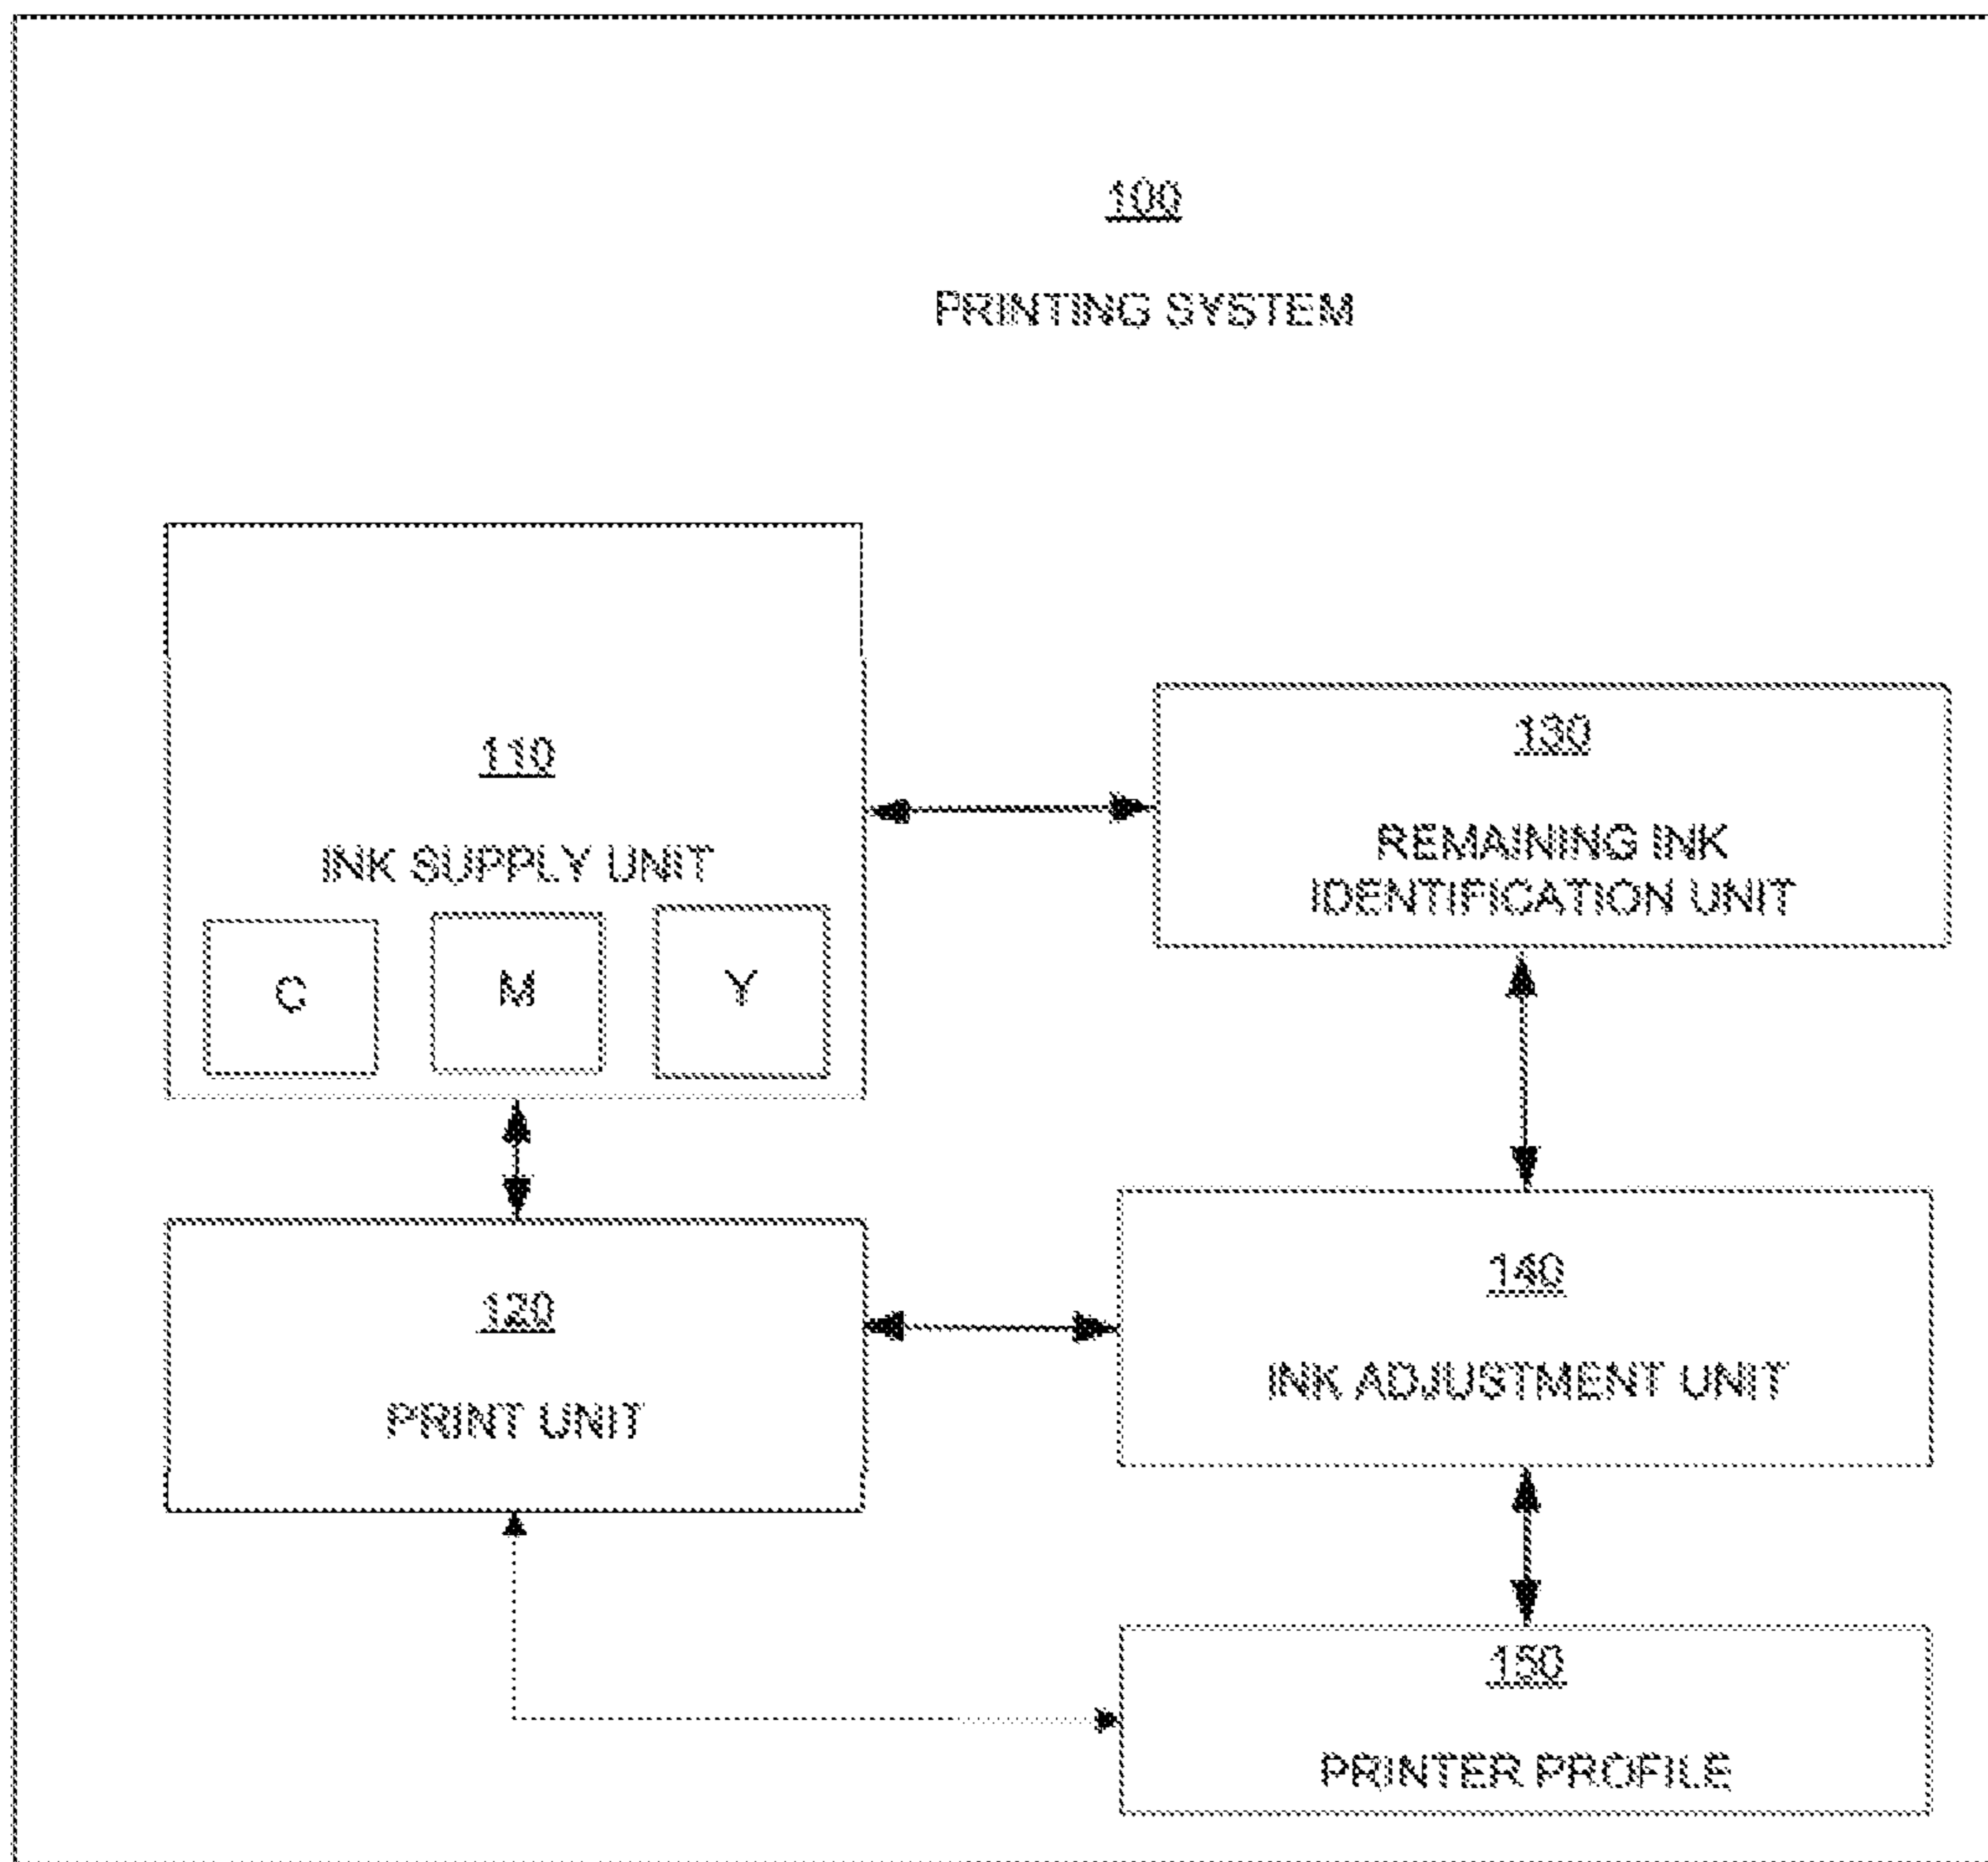 100
PRINTING SYSTEM
110
INK SUPPLY UNIT
C M Y
130
REMAINING INK
IDENTIFICATION UNIT
120
PRINT UNIT
140
INK ADJUSTMENT UNIT
150
PRINTER PROFILE